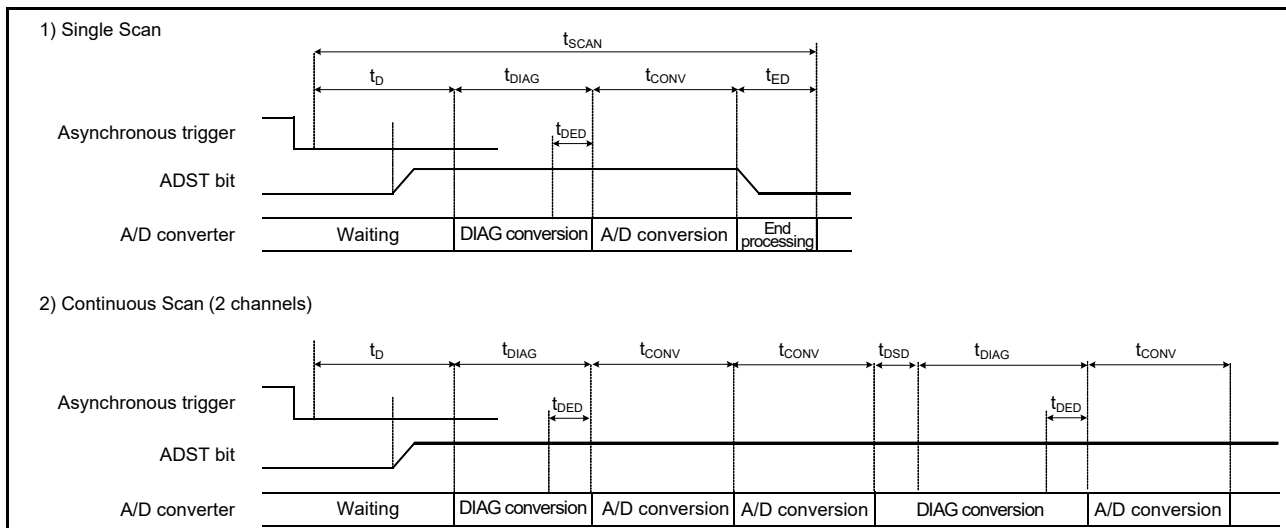 1) Single Scan
tSCAN
tD tDIAG tCONV tED
Asynchronous trigger
tDED
ADST bit
A/D converter Waiting DIAG conversion A/D conversion End processing
2) Continuous Scan (2 channels)
tD tDIAG tCONV tCONV tDSD tDIAG tCONV
Asynchronous trigger
tDED tDED
ADST bit
A/D converter Waiting DIAG conversion A/D conversion A/D conversion DIAG conversion A/D conversion